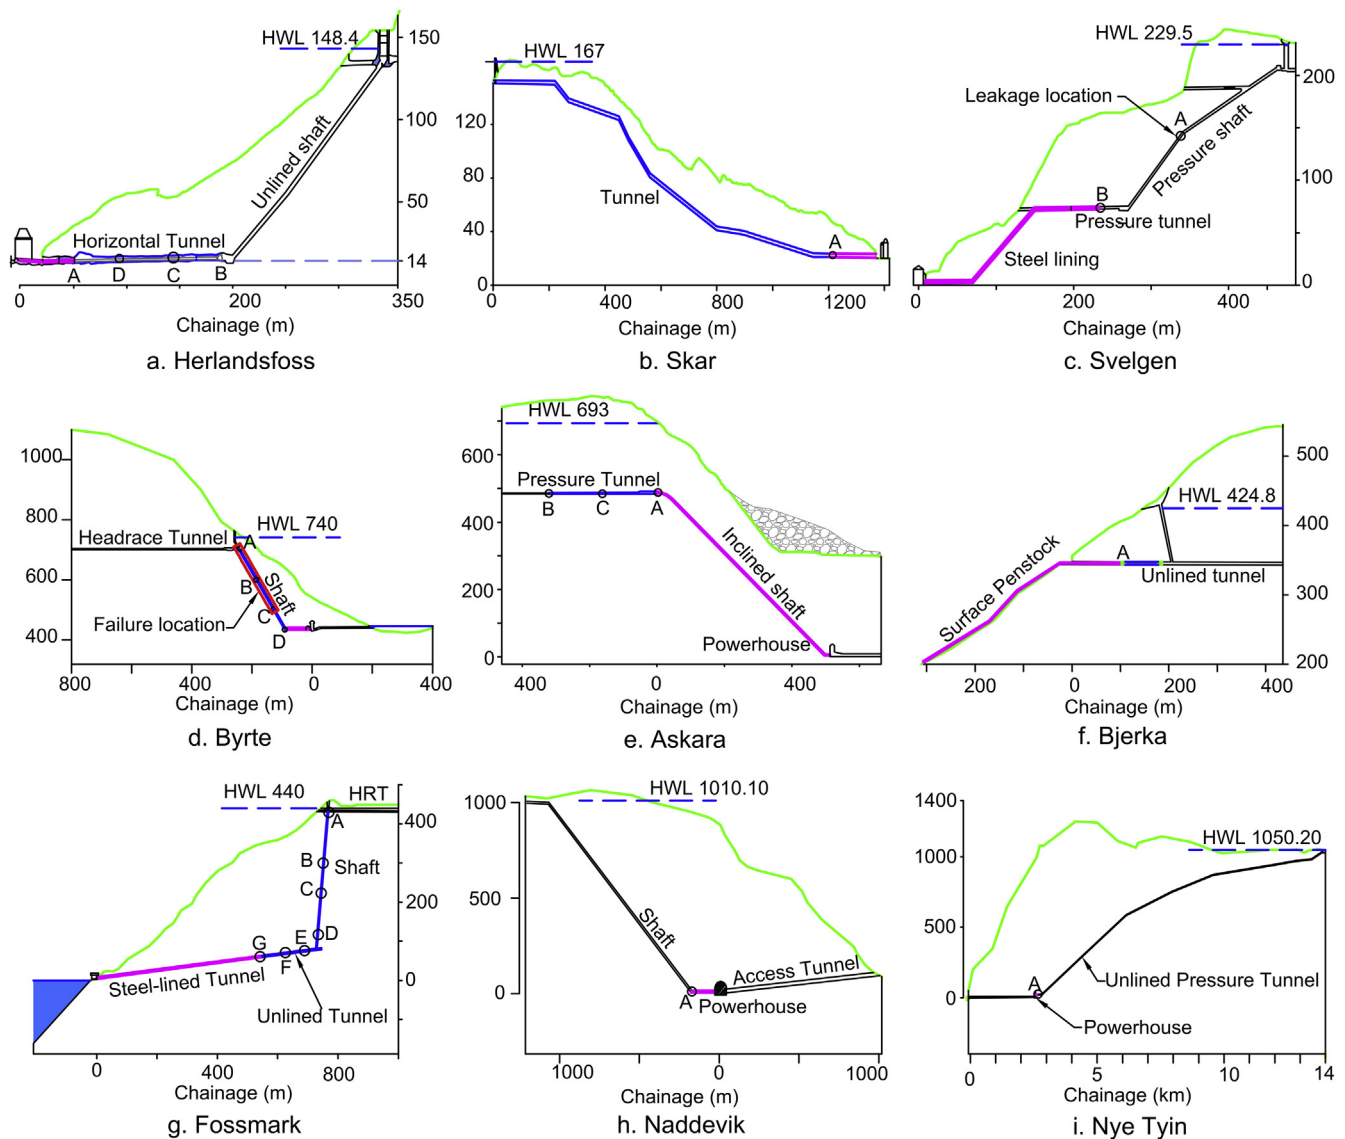 HWL 148.4
150
100
50
14
Unlined shaft
Horizontal Tunnel
A
D
C
B
0
200
350
Chainage (m)
a. Herlandsfoss
HWL 167
120
80
40
0
Tunnel
A
0
400
800
1200
Chainage (m)
b. Skar
HWL 229.5
200
100
0
Leakage location
A
Pressure shaft
B
Pressure tunnel
Steel lining
0
200
400
Chainage (m)
c. Svelgen
1000
800
600
400
HWL 740
Headrace Tunnel
A
B
Shaft
C
Failure location
D
800
400
0
400
Chainage (m)
d. Byrte
HWL 693
600
400
200
0
Pressure Tunnel
B
C
A
Inclined shaft
Powerhouse
400
0
400
Chainage (m)
e. Askara
500
400
300
200
HWL 424.8
A
Unlined tunnel
Surface Penstock
200
0
200
400
Chainage (m)
f. Bjerka
HWL 440
HRT
400
200
0
A
B
Shaft
C
D
E
G
F
Steel-lined Tunnel
Unlined Tunnel
0
400
800
Chainage (m)
g. Fossmark
HWL 1010.10
1000
500
0
Shaft
A
Access Tunnel
Powerhouse
1000
0
1000
Chainage (m)
h. Naddevik
1400
1000
500
0
HWL 1050.20
A
Unlined Pressure Tunnel
Powerhouse
0
5
10
14
Chainage (km)
i. Nye Tyin